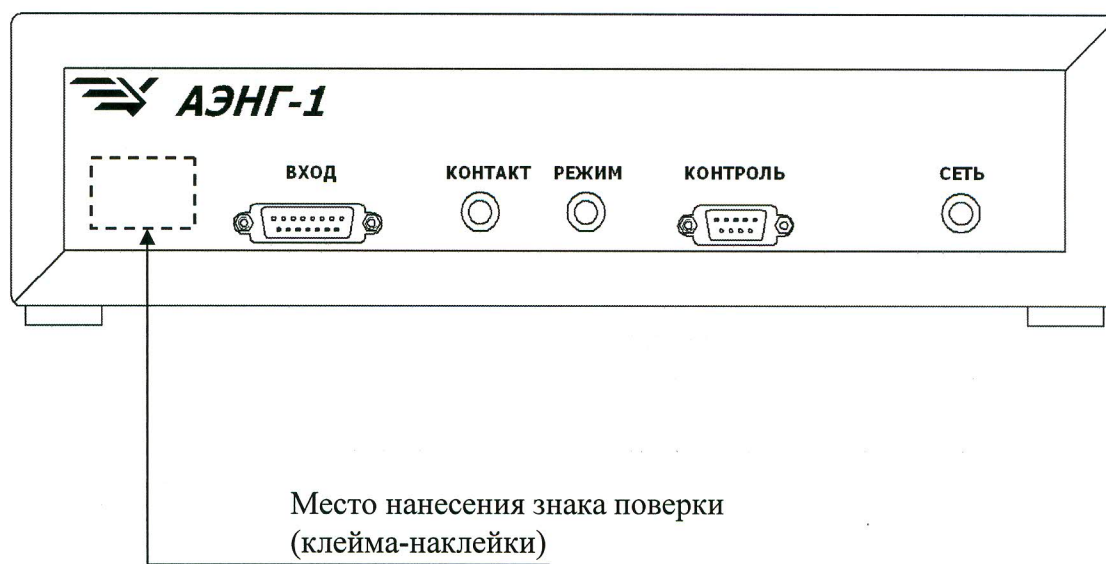 АЭНГ-1
ВХОД КОНТАКТ РЕЖИМ КОНТРОЛЬ СЕТЬ
Место нанесения знака поверки
(клейма-наклейки)